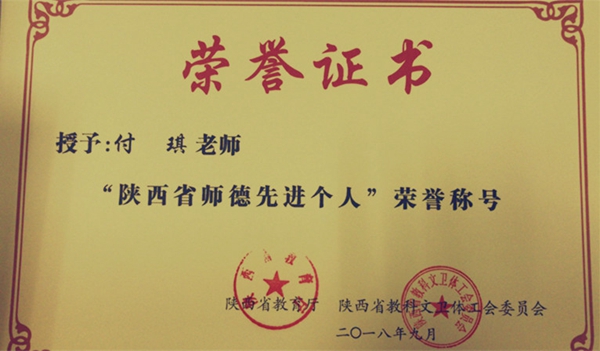 荣誉证书
授予:付 琪老师
“陕西省师德先进个人”荣誉称号
陕西省教育厅 陕西省教科文卫体工会委员会
二〇一八年九月